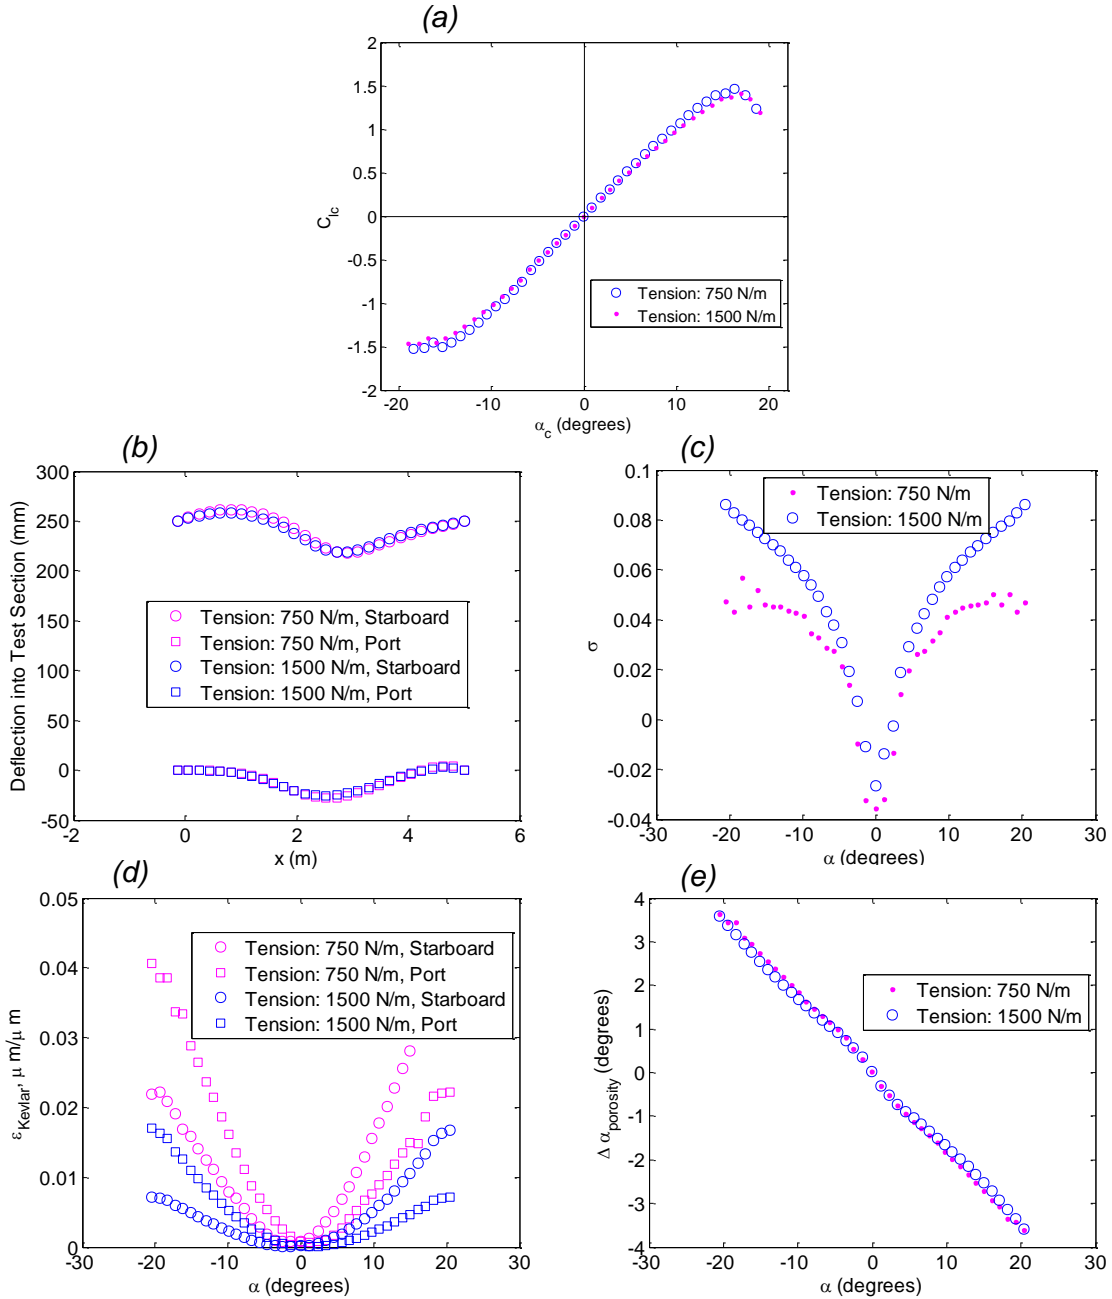 (a)
2
1.5
1
0.5
0
-0.5
-1
-1.5
-2
C_lc
Tension: 750 N/m
Tension: 1500 N/m
-20 -10 0 10 20
α_c (degrees)
(b)
300
250
200
150
100
50
0
-50
Deflection into Test Section (mm)
Tension: 750 N/m, Starboard
Tension: 750 N/m, Port
Tension: 1500 N/m, Starboard
Tension: 1500 N/m, Port
-2 0 2 4 6
x (m)
(c)
0.1
0.08
0.06
0.04
0.02
0
-0.02
-0.04
σ
Tension: 750 N/m
Tension: 1500 N/m
-30 -20 -10 0 10 20 30
α (degrees)
(d)
0.05
0.04
0.03
0.02
0.01
0
ε_Kevlar, μ m/μ m
Tension: 750 N/m, Starboard
Tension: 750 N/m, Port
Tension: 1500 N/m, Starboard
Tension: 1500 N/m, Port
-30 -20 -10 0 10 20 30
α (degrees)
(e)
4
3
2
1
0
-1
-2
-3
-4
Δ α_porosity (degrees)
Tension: 750 N/m
Tension: 1500 N/m
-30 -20 -10 0 10 20 30
α (degrees)